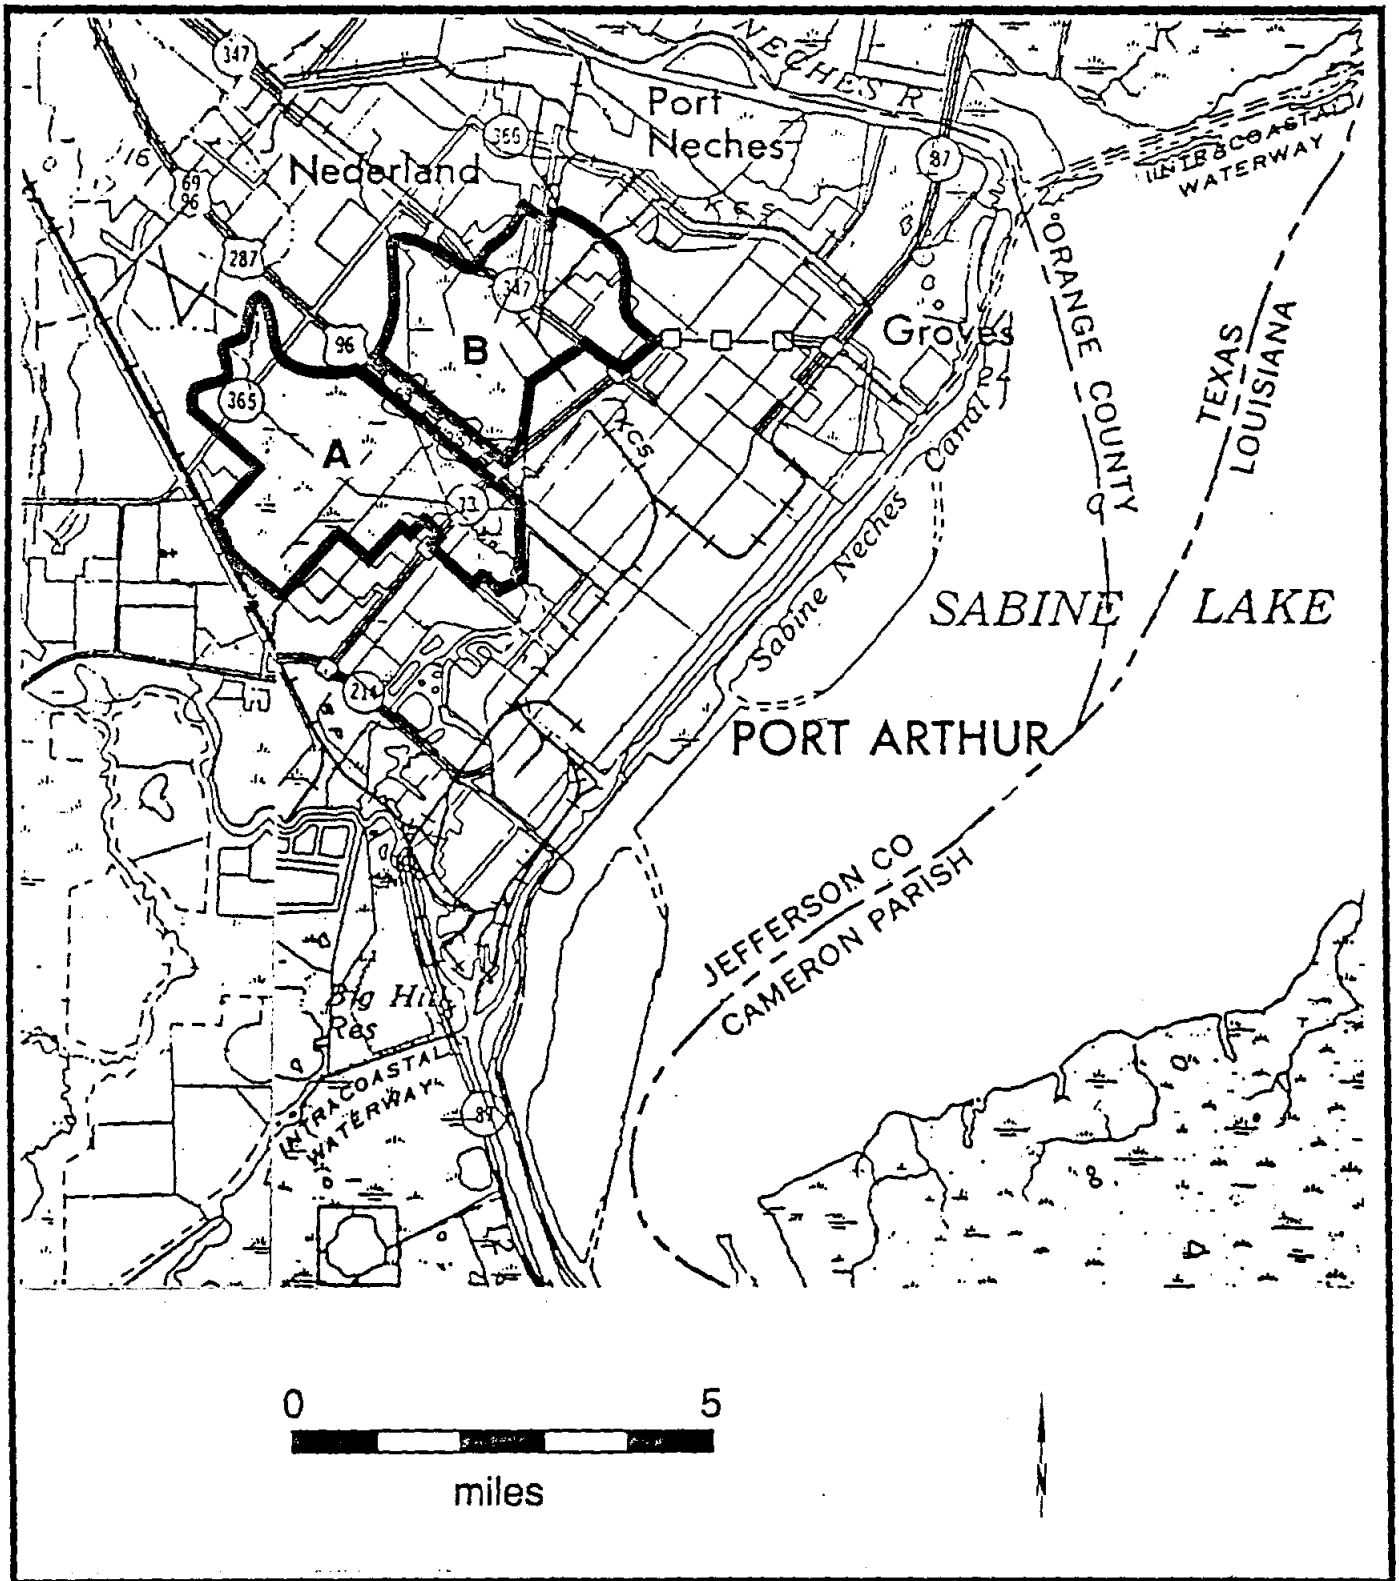 NECHES R
347
Port
Neches
366
87
INTRACOASTAL
WATERWAY
16
Nederland
69
96
KCS
ORANGE COUNTY
287
347
TEXAS
LOUISIANA
96
B
Groves
365
A
KCS
Canal
73
Sabine Neches
SABINE LAKE
214
PORT ARTHUR
JEFFERSON CO
CAMERON PARISH
Big Hill
Res
INTRACOASTAL
WATERWAY
87
0 5
miles
N